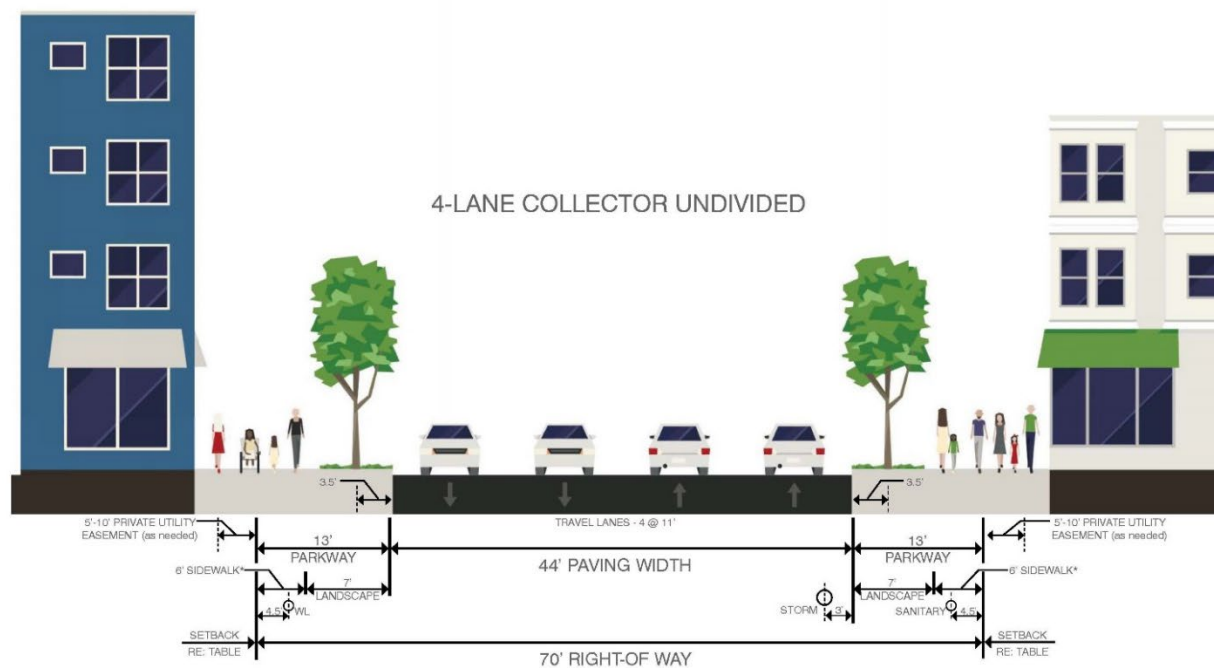 4-LANE COLLECTOR UNDIVIDED
3.5'
3.5'
5'-10' PRIVATE UTILITY
EASEMENT (as needed)
TRAVEL LANES - 4 @ 11'
5'-10' PRIVATE UTILITY
EASEMENT (as needed)
13'
PARKWAY
44' PAVING WIDTH
13'
PARKWAY
6' SIDEWALK*
7'
LANDSCAPE
7'
LANDSCAPE
6' SIDEWALK*
4.5'
WL
STORM
3'
SANITARY
4.5'
SETBACK
RE: TABLE
70' RIGHT-OF WAY
SETBACK
RE: TABLE